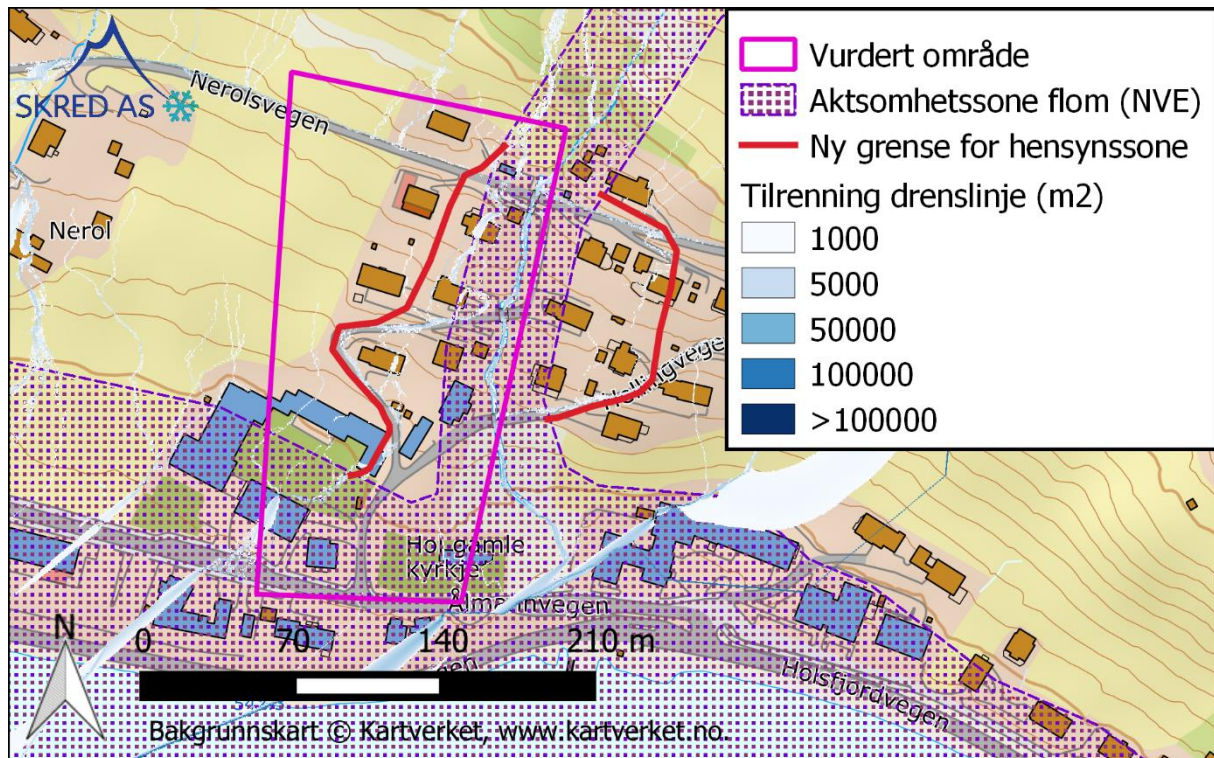 SKRED AS
Nerolsvegen
Nerol
Vurdert område
Aktsomhetssone flom (NVE)
Ny grense for hensynssone
Tilrenning drenslinje (m2)
1000
5000
50000
100000
>100000
Hollingvege
Hol gamle
kyrkje
Ålmannvegen
Holsfjordvegen
N
0 70 140 210 m
Bakgrunnskart © Kartverket, www.kartverket.no.